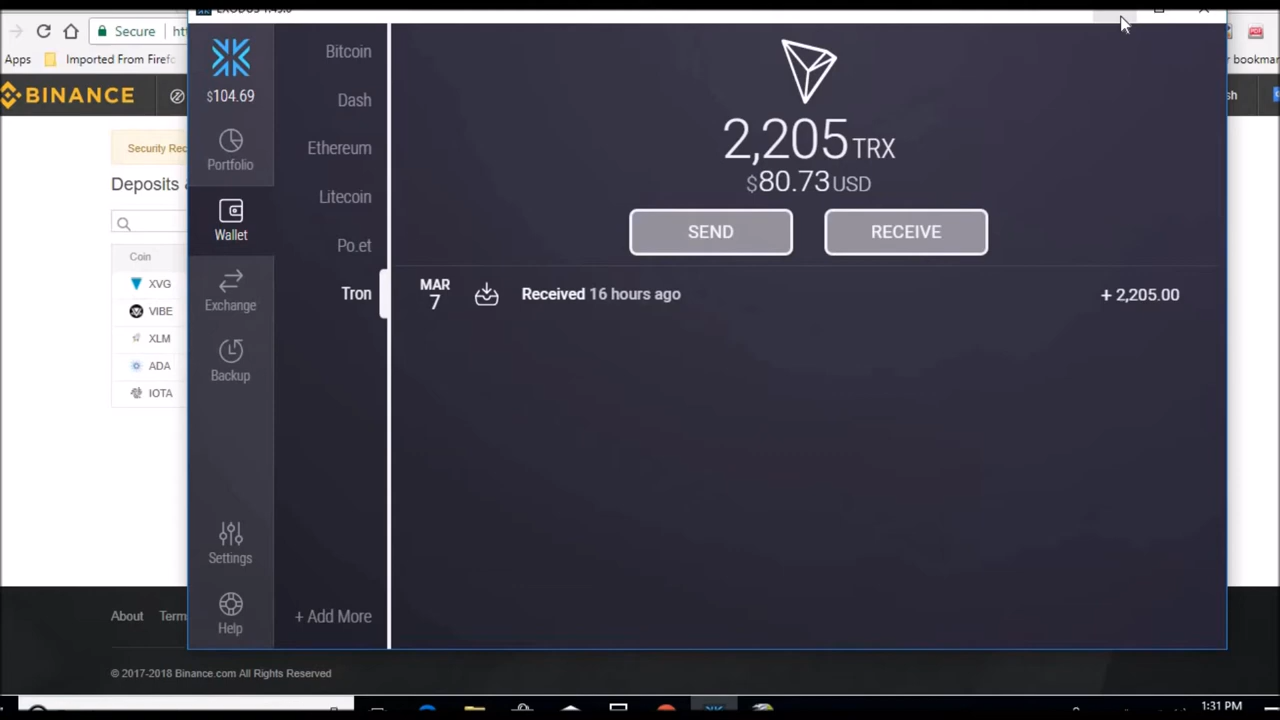 Secure
Apps
Imported From Firef
bookmar
BINANCE
Security Rec
Deposits &
Coin
XVG
VIBE
XLM
ADA
IOTA
About
Term
© 2017-2018 Binance.com All Rights Reserved
$104.69
Portfolio
Wallet
Exchange
Backup
Settings
Help
Bitcoin
Dash
Ethereum
Litecoin
Po.et
Tron
+ Add More
2,205 TRX
$80.73 USD
SEND
RECEIVE
MAR
7
Received 16 hours ago
+ 2,205.00
1:31 PM